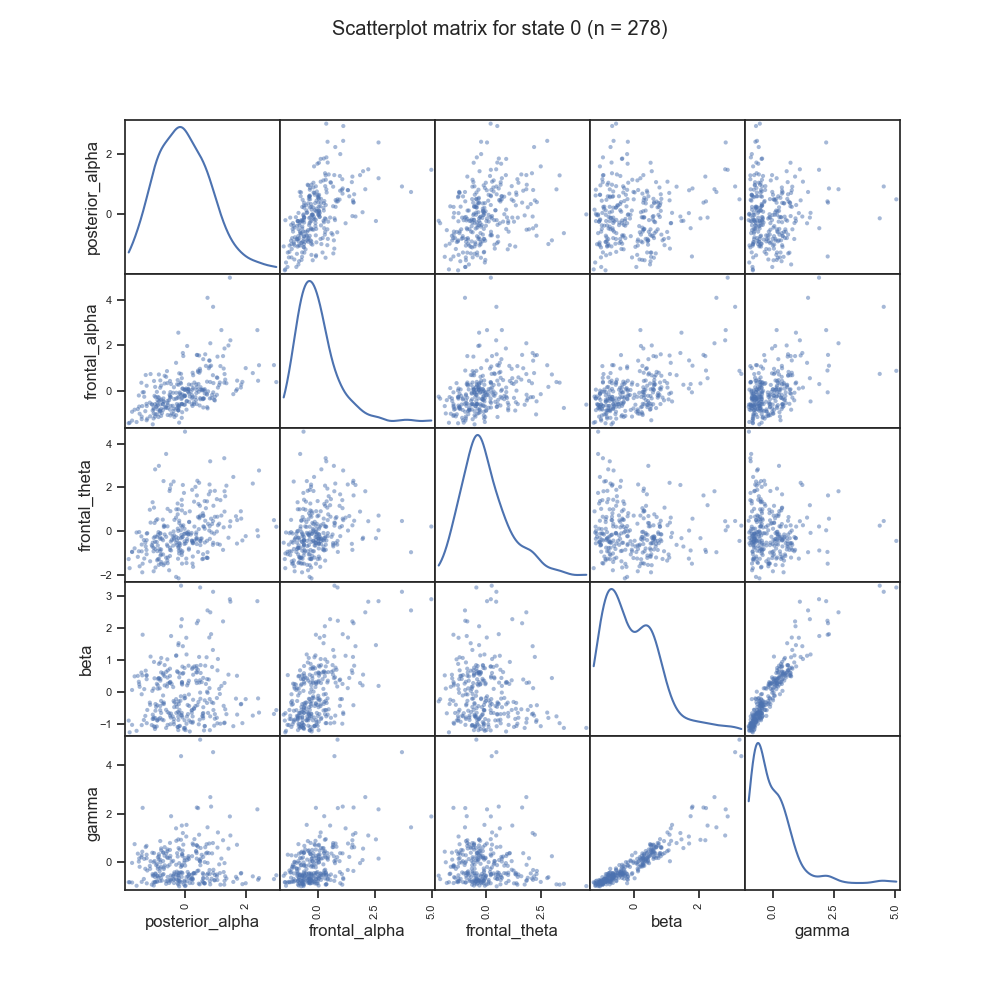 Scatterplot matrix for state 0 (n = 278)
posterior_alpha
2
0
frontal_alpha
4
2
0
frontal_theta
4
2
0
−2
beta
3
2
1
0
−1
gamma
4
2
0
0
2
0.0
2.5
5.0
0.0
2.5
0
2
0.0
2.5
5.0
posterior_alpha
frontal_alpha
frontal_theta
beta
gamma